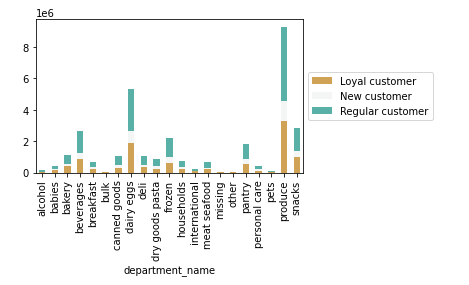 1e6
8
6
4
2
0
Loyal customer
New customer
Regular customer
alcohol
babies
bakery
beverages
breakfast
bulk
canned goods
dairy eggs
deli
dry goods pasta
frozen
households
international
meat seafood
missing
other
pantry
personal care
pets
produce
snacks
department_name